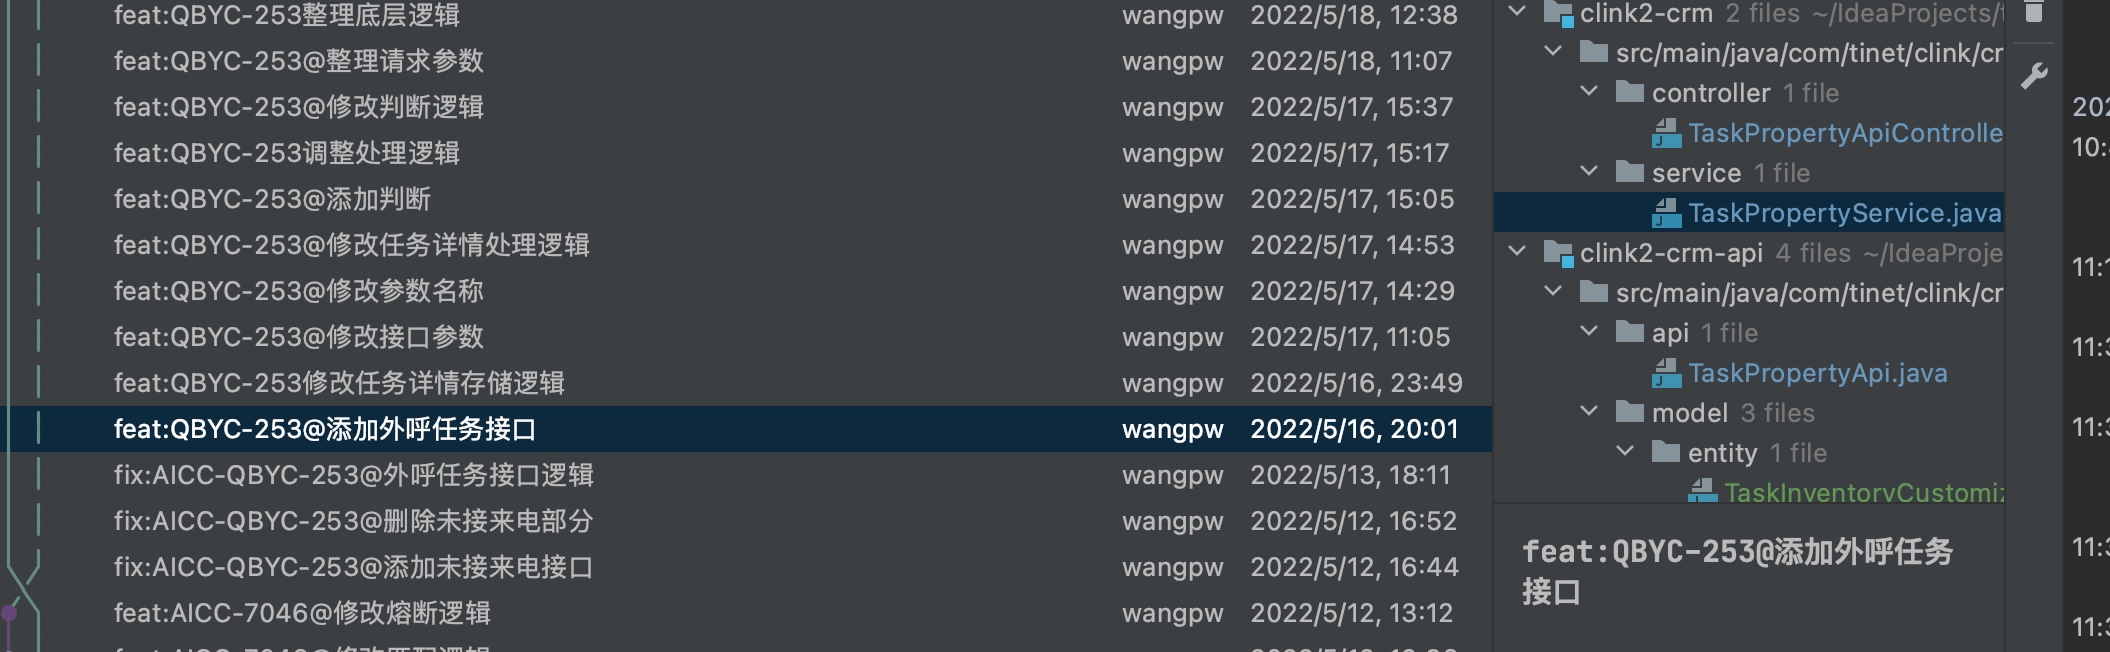 feat:QBYC-253整理底层逻辑 wangpw 2022/5/18, 12:38
feat:QBYC-253@整理请求参数 wangpw 2022/5/18, 11:07
feat:QBYC-253@修改判断逻辑 wangpw 2022/5/17, 15:37
feat:QBYC-253调整处理逻辑 wangpw 2022/5/17, 15:17
feat:QBYC-253@添加判断 wangpw 2022/5/17, 15:05
feat:QBYC-253@修改任务详情处理逻辑 wangpw 2022/5/17, 14:53
feat:QBYC-253@修改参数名称 wangpw 2022/5/17, 14:29
feat:QBYC-253@修改接口参数 wangpw 2022/5/17, 11:05
feat:QBYC-253修改任务详情存储逻辑 wangpw 2022/5/16, 23:49
feat:QBYC-253@添加外呼任务接口 wangpw 2022/5/16, 20:01
fix:AICC-QBYC-253@外呼任务接口逻辑 wangpw 2022/5/13, 18:11
fix:AICC-QBYC-253@删除未接来电部分 wangpw 2022/5/12, 16:52
fix:AICC-QBYC-253@添加未接来电接口 wangpw 2022/5/12, 16:44
feat:AICC-7046@修改熔断逻辑 wangpw 2022/5/12, 13:12
clink2-crm 2 files ~/IdeaProjects/t
src/main/java/com/tinet/clink/cr
controller 1 file
TaskPropertyApiControlle
service 1 file
TaskPropertyService.java
clink2-crm-api 4 files ~/IdeaProje
src/main/java/com/tinet/clink/cr
api 1 file
TaskPropertyApi.java
model 3 files
entity 1 file
TaskInventoryCustomiz
feat:QBYC-253@添加外呼任务
接口
202
10:
11:1
11:3
11:3
11:3
11:3